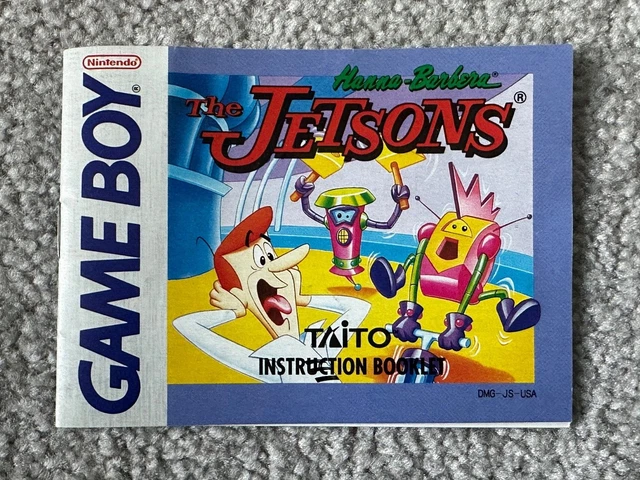 Nintendo®
GAME BOY®
Hanna-Barbera®
The JETSONS®
TAITO
INSTRUCTION BOOKLET
DMG-JS-USA